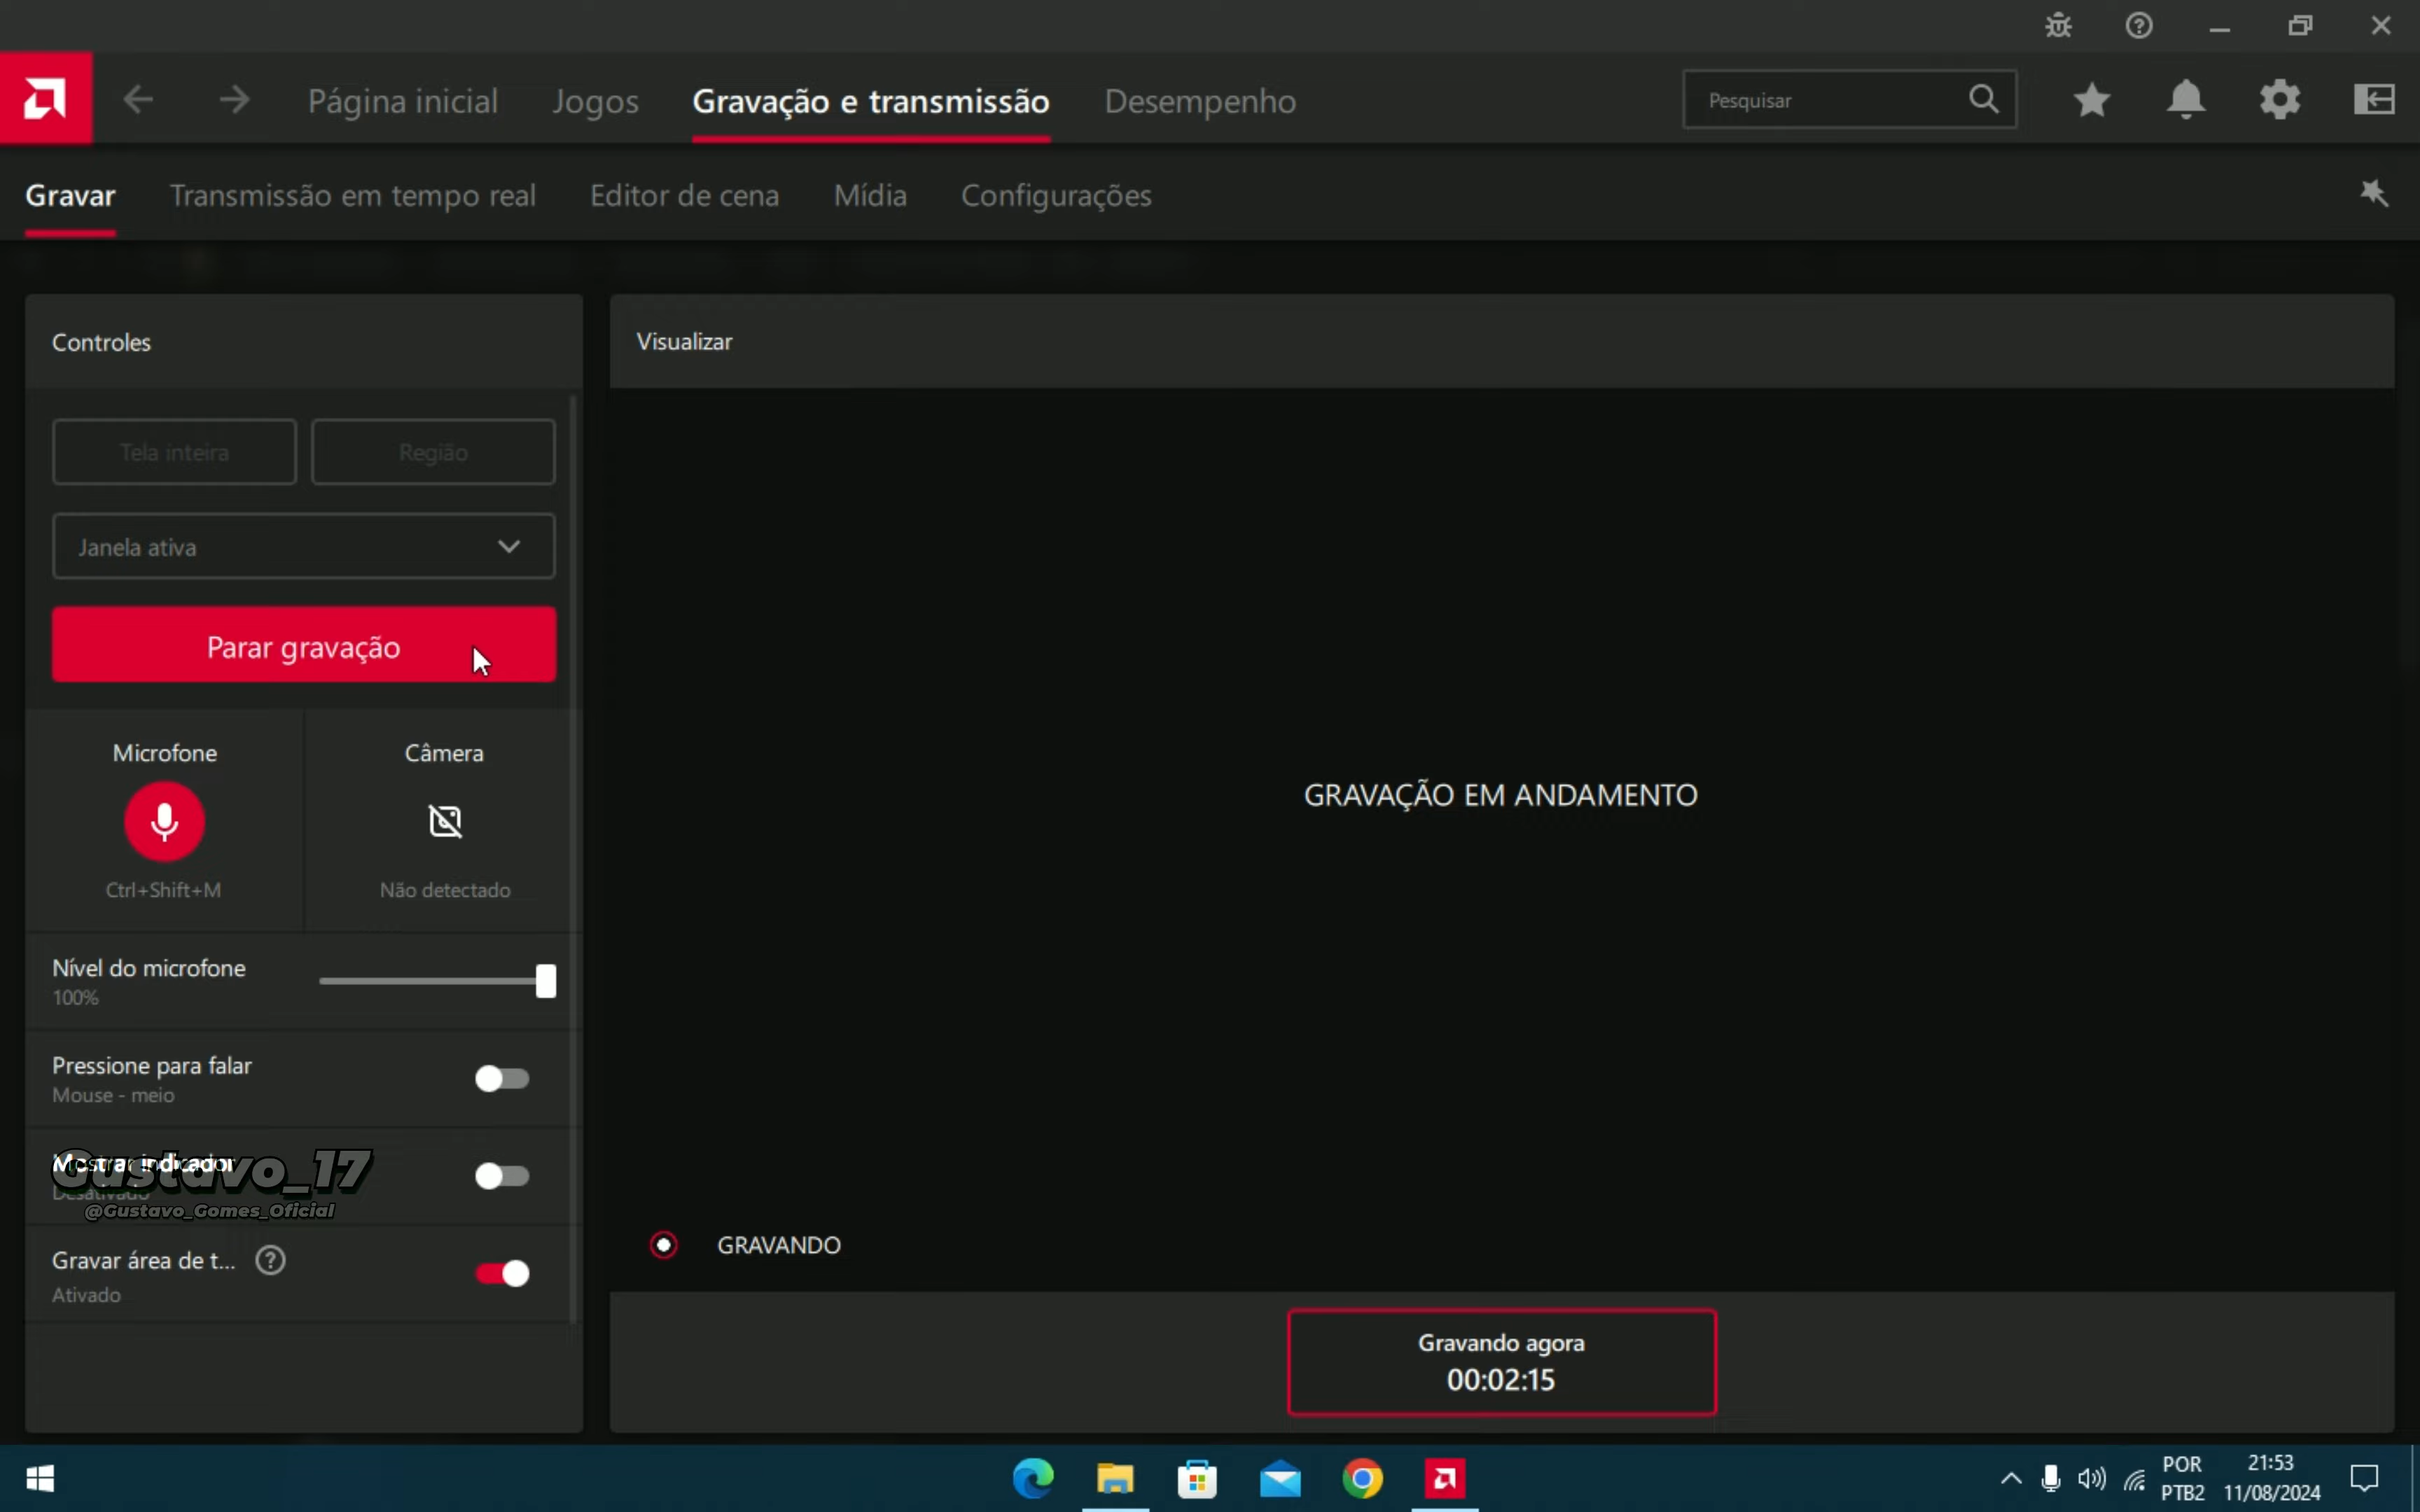 Página inicial
Jogos
Gravação e transmissão
Desempenho
Pesquisar
Gravar
Transmissão em tempo real
Editor de cena
Mídia
Configurações
Controles
Tela inteira
Região
Janela ativa
Parar gravação
Microfone
Câmera
Ctrl+Shift+M
Não detectado
Nível do microfone
100%
Pressione para falar
Mouse - meio
Mostrar indicador
Desativado
Gustavo_17
@Gustavo_Gomes_Oficial
Gravar área de t...
Ativado
Visualizar
GRAVAÇÃO EM ANDAMENTO
GRAVANDO
Gravando agora
00:02:15
POR
PTB2
21:53
11/08/2024